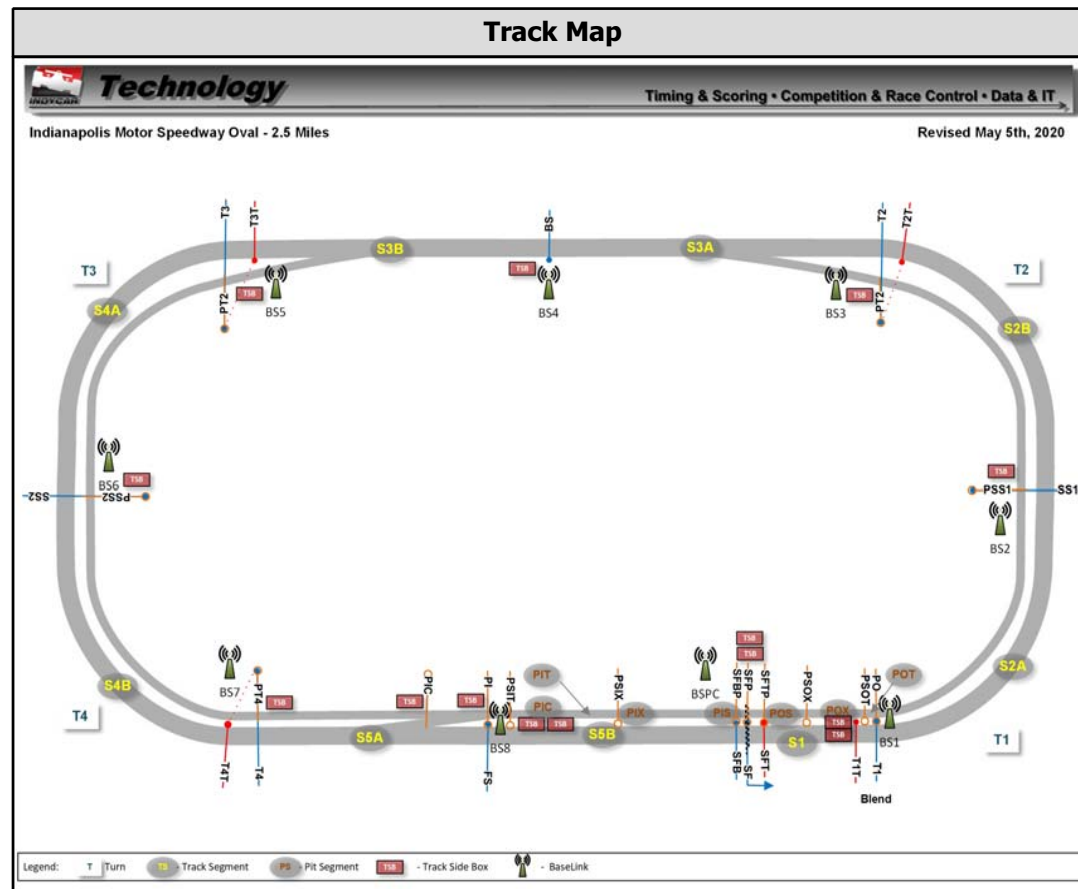 Track Map
INDYCAR Technology
Timing & Scoring • Competition & Race Control • Data & IT
Indianapolis Motor Speedway Oval - 2.5 Miles
Revised May 5th, 2020
T3 T3T BS T2 T2T
T3 S3B S3A T2
TSB
PT2 TSB BS5 BS4 BS3 TSB PT2
S4A S2B
BS6 TSB TSB
SS2 PSS2 PSS1 SS1
BS2
TSB
TSB
S4B BS7 PT4 TSB PIC TSB TSB PI PSIT PIT PSIX BSPC SFBP SFP SFTP PSOX PSOT PO POT S2A
T4 PIC PIX PIS POS POX T1
BS8 TSB TSB TSB TSB BS1
S5A S5B S1
T4T T4 FS SFB SF SFT T1T T1
Blend
Legend: T Turn TS - Track Segment PS - Pit Segment TSB - Track Side Box - BaseLink